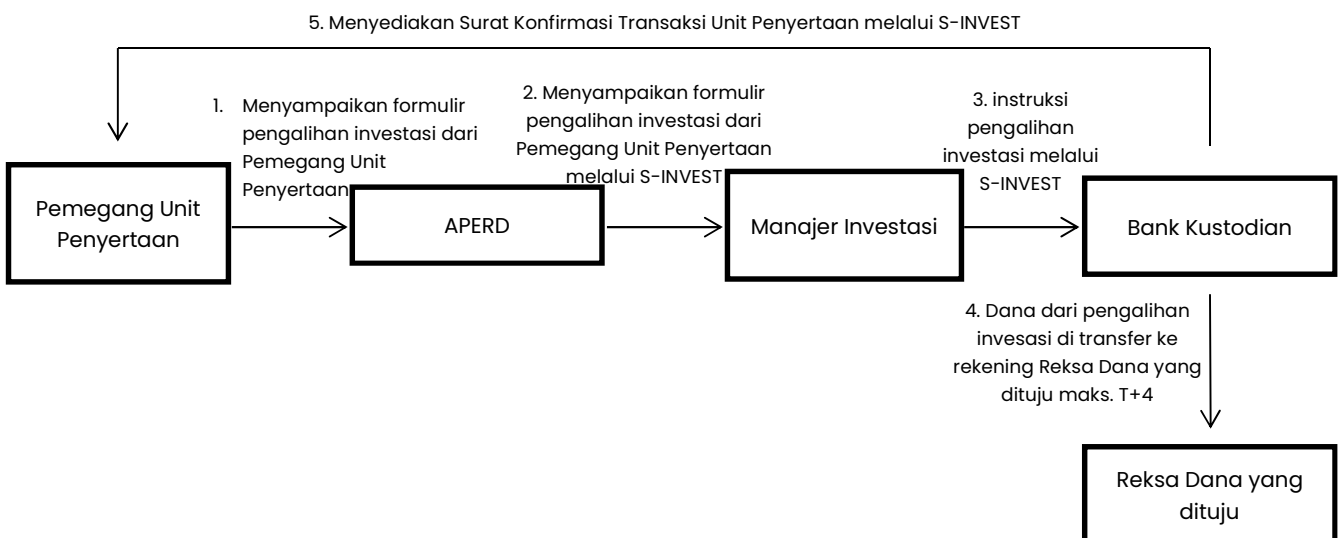 5. Menyediakan Surat Konfirmasi Transaksi Unit Penyertaan melalui S-INVEST
1. Menyampaikan formulir
pengalihan investasi dari
Pemegang Unit
Penyertaan
2. Menyampaikan formulir
pengalihan investasi dari
Pemegang Unit Penyertaan
melalui S-INVEST
3. instruksi
pengalihan
investasi melalui
S-INVEST
Pemegang Unit
Penyertaan
APERD
Manajer Investasi
Bank Kustodian
4. Dana dari pengalihan
invesasi di transfer ke
rekening Reksa Dana yang
dituju maks. T+4
Reksa Dana yang
dituju